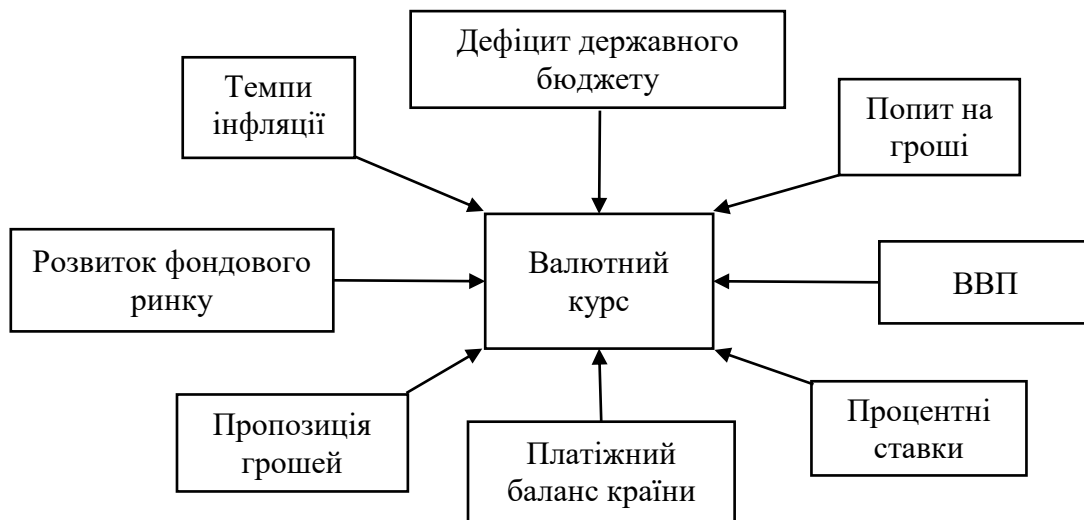 Дефіцит державного
бюджету
Темпи
інфляції
Попит на
гроші
Розвиток фондового
ринку
Валютний
курс
ВВП
Пропозиція
грошей
Платіжний
баланс країни
Процентні
ставки